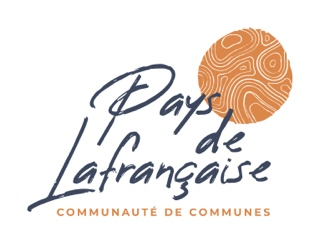 Pays
de
Lafrançaise
COMMUNAUTÉ DE COMMUNES